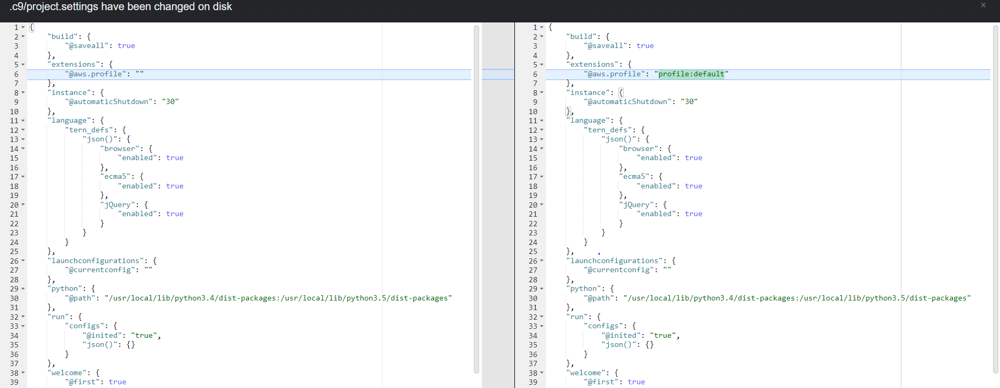 .c9/project.settings have been changed on disk ×
1 {
2 "build": {
3 "@saveall": true
4 },
5 "extensions": {
6 "@aws.profile": ""
7 },
8 "instance": {
9 "@automaticShutdown": "30"
10 },
11 "language": {
12 "tern_defs": {
13 "json()": {
14 "browser": {
15 "enabled": true
16 },
17 "ecma5": {
18 "enabled": true
19 },
20 "jQuery": {
21 "enabled": true
22 }
23 }
24 }
25 },
26 "launchconfigurations": {
27 "@currentconfig": ""
28 },
29 "python": {
30 "@path": "/usr/local/lib/python3.4/dist-packages:/usr/local/lib/python3.5/dist-packages"
31 },
32 "run": {
33 "configs": {
34 "@inited": "true",
35 "json()": {}
36 }
37 },
38 "welcome": {
39 "@first": true
1 {
2 "build": {
3 "@saveall": true
4 },
5 "extensions": {
6 "@aws.profile": "profile:default"
7 },
8 "instance": {
9 "@automaticShutdown": "30"
10 },
11 "language": {
12 "tern_defs": {
13 "json()": {
14 "browser": {
15 "enabled": true
16 },
17 "ecma5": {
18 "enabled": true
19 },
20 "jQuery": {
21 "enabled": true
22 }
23 }
24 }
25 },
26 "launchconfigurations": {
27 "@currentconfig": ""
28 },
29 "python": {
30 "@path": "/usr/local/lib/python3.4/dist-packages:/usr/local/lib/python3.5/dist-packages"
31 },
32 "run": {
33 "configs": {
34 "@inited": "true",
35 "json()": {}
36 }
37 },
38 "welcome": {
39 "@first": true